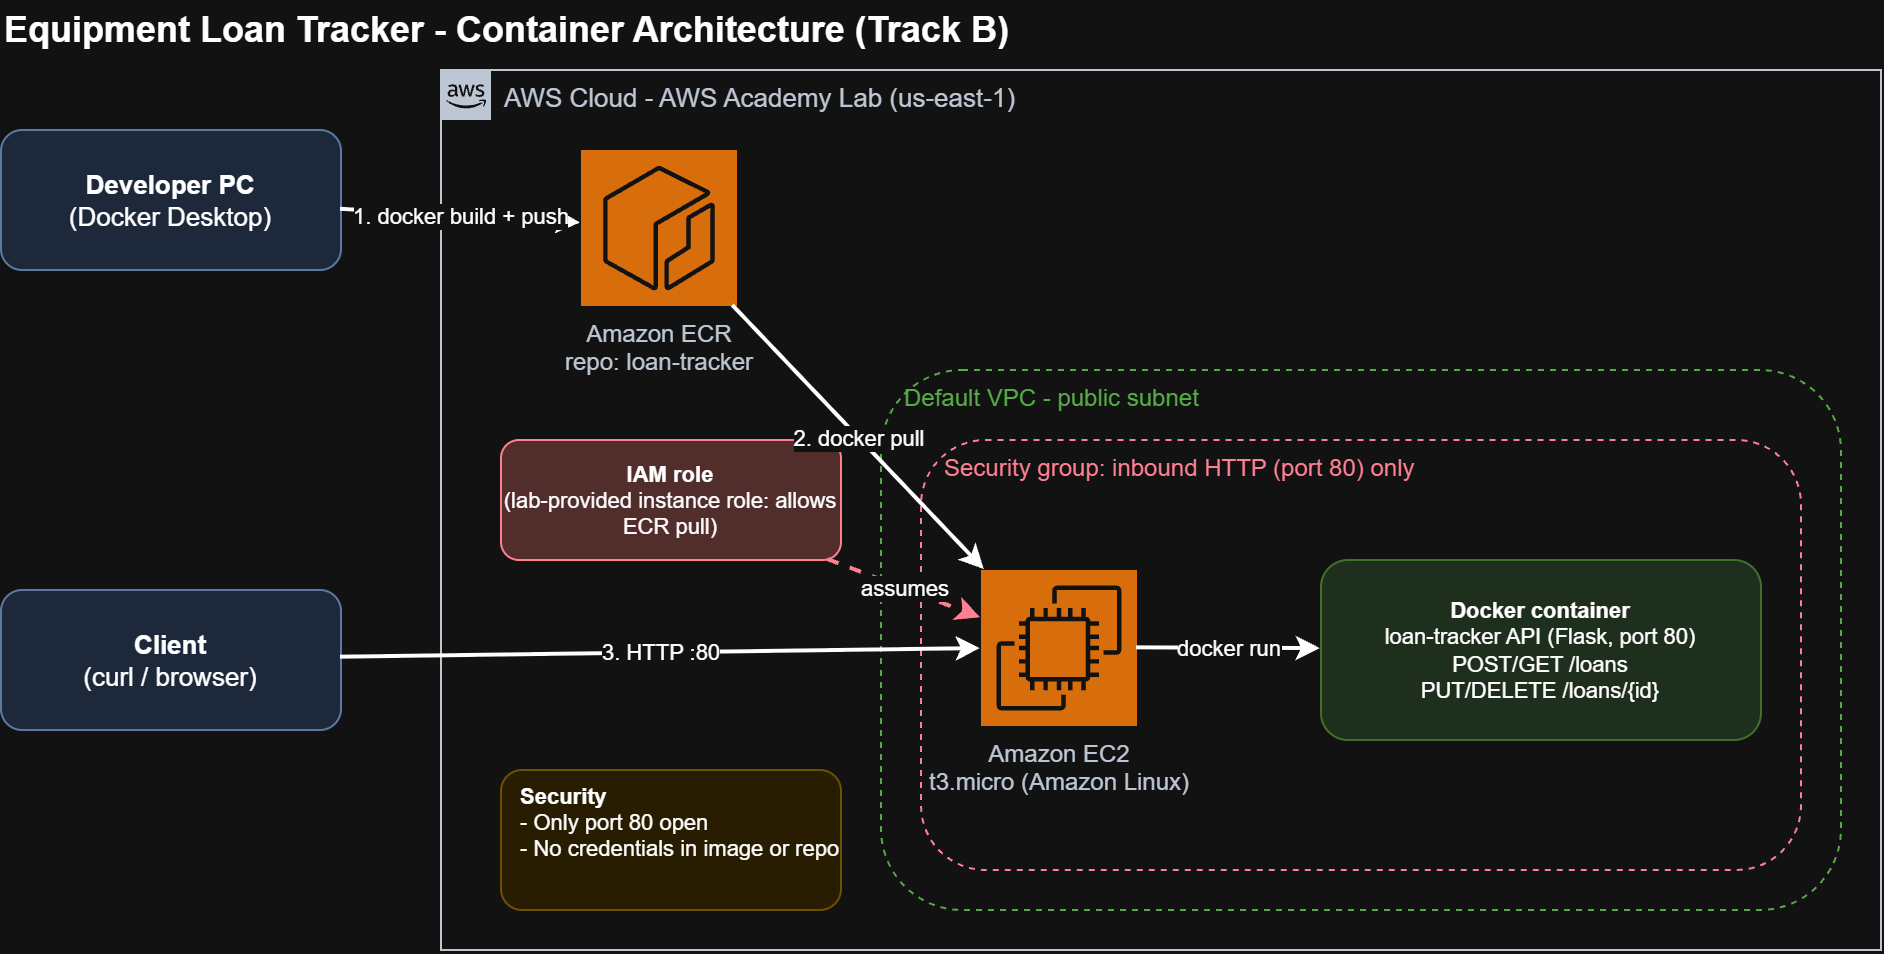 Equipment Loan Tracker - Container Architecture (Track B)
aws
AWS Cloud - AWS Academy Lab (us-east-1)
Developer PC
(Docker Desktop)
1. docker build + push
Amazon ECR
repo: loan-tracker
Default VPC - public subnet
2. docker pull
Security group: inbound HTTP (port 80) only
IAM role
(lab-provided instance role: allows
ECR pull)
assumes
Client
(curl / browser)
3. HTTP :80
docker run
Docker container
loan-tracker API (Flask, port 80)
POST/GET /loans
PUT/DELETE /loans/{id}
Amazon EC2
t3.micro (Amazon Linux)
Security
- Only port 80 open
- No credentials in image or repo